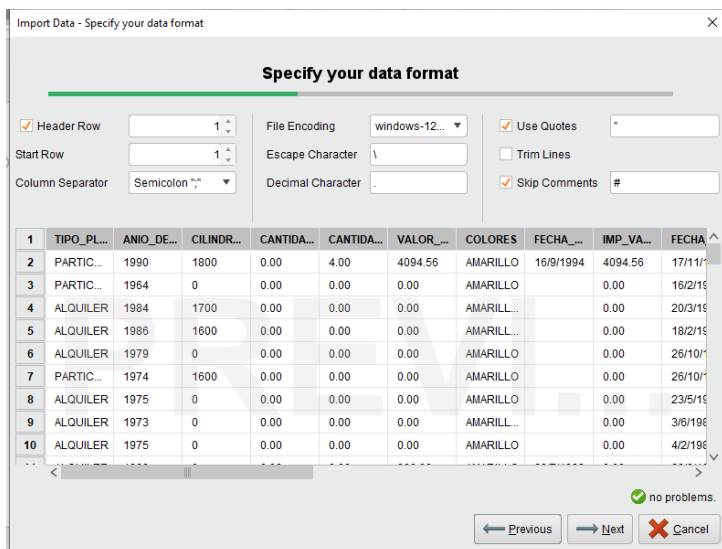 Import Data - Specify your data format
Specify your data format
Header Row 1 File Encoding windows-12... Use Quotes "
Start Row 1 Escape Character \ Trim Lines
Column Separator Semicolon ";" Decimal Character . Skip Comments #
1 TIPO_PL... ANIO_DE... CILINDR... CANTIDA... CANTIDA... VALOR_... COLORES FECHA_... IMP_VA... FECHA
2 PARTIC... 1990 1800 0.00 4.00 4094.56 AMARILLO 16/9/1994 4094.56 17/11/
3 PARTIC... 1964 0 0.00 0.00 0.00 AMARILLO 0.00 16/2/19
4 ALQUILER 1984 1700 0.00 0.00 0.00 AMARILL... 0.00 20/3/19
5 ALQUILER 1986 1600 0.00 0.00 0.00 AMARILL... 0.00 18/2/19
6 ALQUILER 1979 0 0.00 0.00 0.00 AMARILLO 0.00 26/10/
7 PARTIC... 1974 1600 0.00 0.00 0.00 AMARILLO 0.00 26/10/
8 ALQUILER 1975 0 0.00 0.00 0.00 AMARILLO 0.00 23/5/19
9 ALQUILER 1973 0 0.00 0.00 0.00 AMARILL... 0.00 3/6/198
10 ALQUILER 1975 0 0.00 0.00 0.00 AMARILLO 0.00 4/2/198
PREVI...
no problems.
Previous Next Cancel